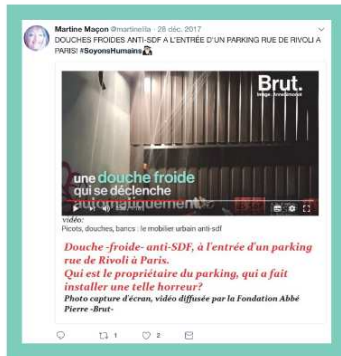 Martine Maçon @martinella · 28 déc. 2017
DOUCHES FROIDES ANTI-SDF A L'ENTRÉE D'UN PARKING RUE DE RIVOLI A
PARIS! #SoyonsHumains
Brut.
une douche froide
qui se déclenche
automatiquement
vidéo:
Picots, douches, bancs : le mobilier urbain anti-sdf
Douche -froide- anti-SDF, à l'entrée d'un parking
rue de Rivoli à Paris.
Qui est le propriétaire du parking, qui a fait
installer une telle horreur?
Photo capture d'écran, vidéo diffusée par la Fondation Abbé
Pierre -Brut-
1
2